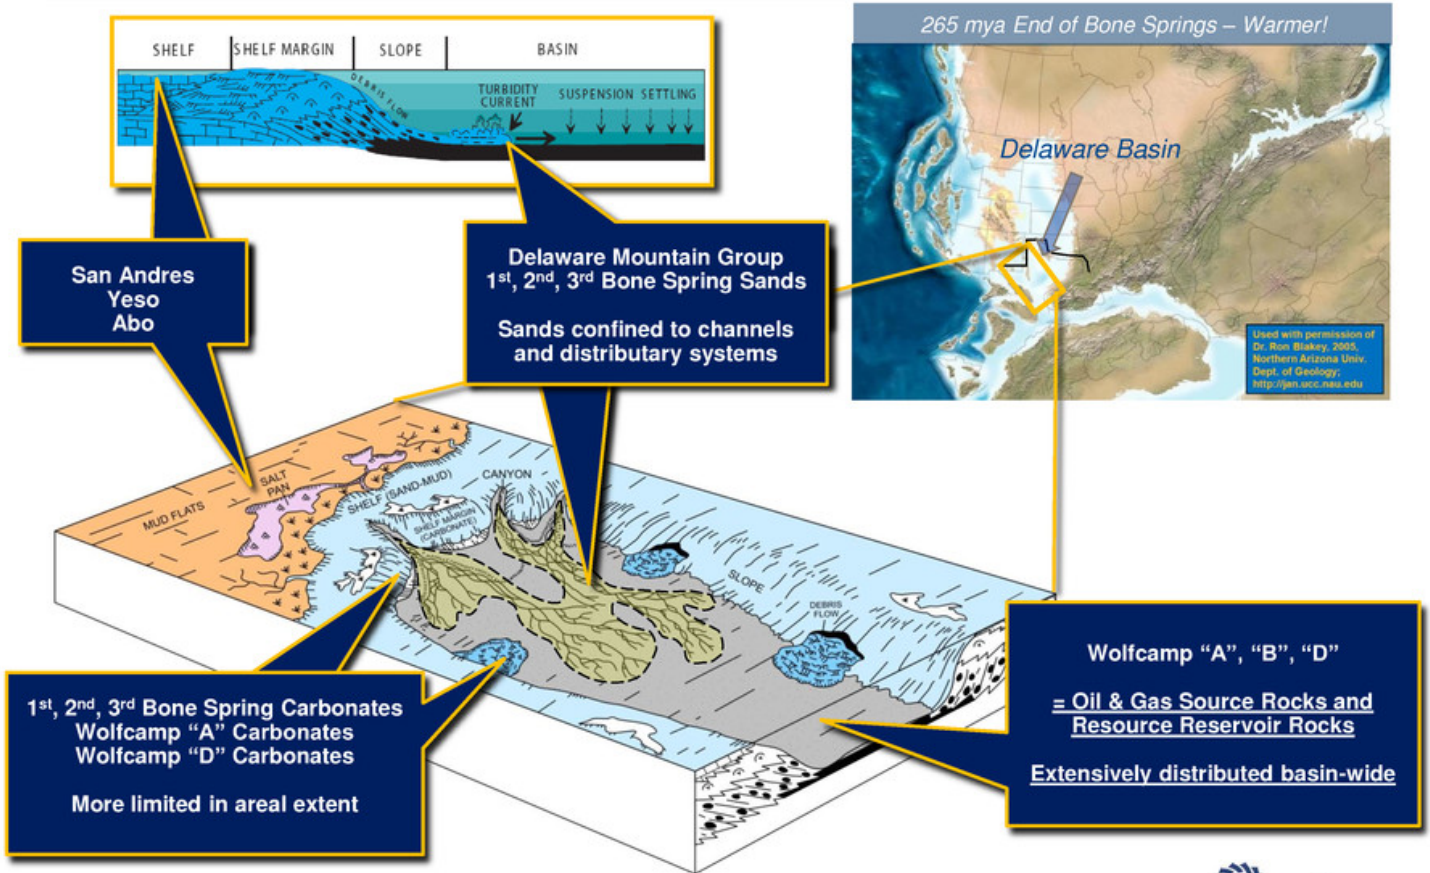 SHELF
SHELF MARGIN
SLOPE
BASIN
DEBRIS FLOW
TURBIDITY
CURRENT
SUSPENSION SETTLING
265 mya End of Bone Springs – Warmer!
Delaware Basin
Used with permission of
Dr. Ron Blakey, 2005,
Northern Arizona Univ.
Dept. of Geology;
http://jan.ucc.nau.edu
San Andres
Yeso
Abo
Delaware Mountain Group
1st, 2nd, 3rd Bone Spring Sands
Sands confined to channels
and distributary systems
MUD FLATS
SALT
PAN
SHELF (SAND-MUD)
CANYON
SHELF MARGIN
(CARBONATE)
SLOPE
DEBRIS
FLOW
1st, 2nd, 3rd Bone Spring Carbonates
Wolfcamp “A” Carbonates
Wolfcamp “D” Carbonates
More limited in areal extent
Wolfcamp “A”, “B”, “D”
= Oil & Gas Source Rocks and
Resource Reservoir Rocks
Extensively distributed basin-wide